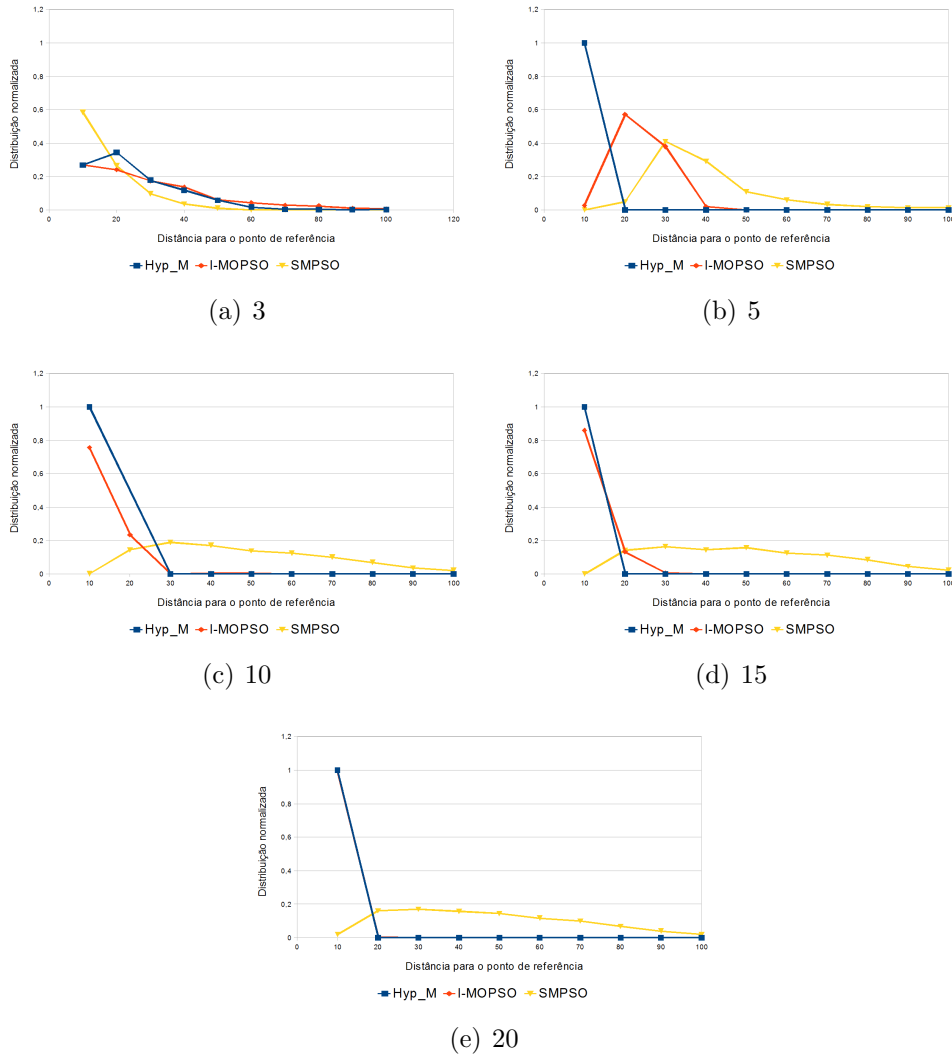 1,2
1
0,8
0,6
0,4
0,2
0
Distribuição normalizada
0 20 40 60 80 100 120
Distância para o ponto de referência
Hyp_M I-MOPSO SMPSO
(a) 3
1,2
1
0,8
0,6
0,4
0,2
0
Distribuição normalizada
0 10 20 30 40 50 60 70 80 90 100
Distância para o ponto de referência
Hyp_M I-MOPSO SMPSO
(b) 5
1,2
1
0,8
0,6
0,4
0,2
0
Distribuição normalizada
0 10 20 30 40 50 60 70 80 90 100
Distância para o ponto de referência
Hyp_M I-MOPSO SMPSO
(c) 10
1,2
1
0,8
0,6
0,4
0,2
0
Distribuição normalizada
0 10 20 30 40 50 60 70 80 90 100
Distância para o ponto de referência
Hyp_M I-MOPSO SMPSO
(d) 15
1,2
1
0,8
0,6
0,4
0,2
0
Distribuição normalizada
0 10 20 30 40 50 60 70 80 90 100
Distância para o ponto de referência
Hyp_M I-MOPSO SMPSO
(e) 20